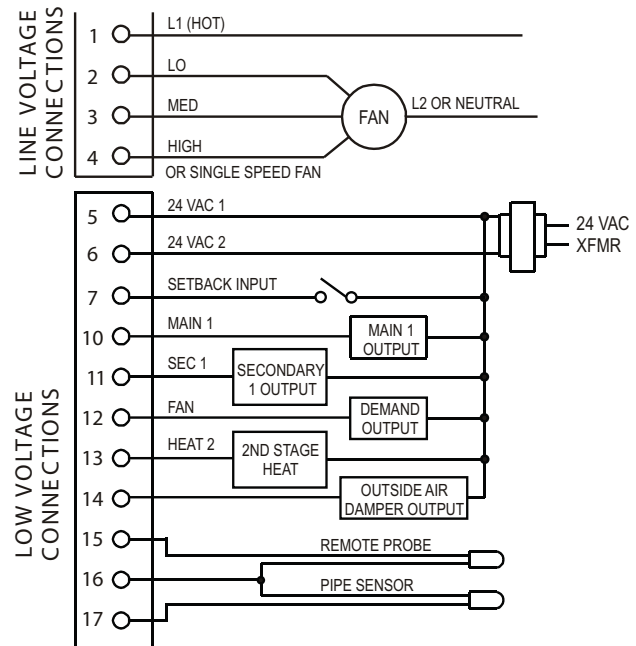 LINE VOLTAGE
CONNECTIONS
1 L1 (HOT)
2 LO
3 MED
4 HIGH
OR SINGLE SPEED FAN
FAN
L2 OR NEUTRAL
LOW VOLTAGE
CONNECTIONS
5 24 VAC 1
6 24 VAC 2
24 VAC
XFMR
7 SETBACK INPUT
10 MAIN 1
MAIN 1
OUTPUT
11 SEC 1
SECONDARY
1 OUTPUT
12 FAN
DEMAND
OUTPUT
13 HEAT 2
2ND STAGE
HEAT
14
OUTSIDE AIR
DAMPER OUTPUT
15
REMOTE PROBE
16
PIPE SENSOR
17